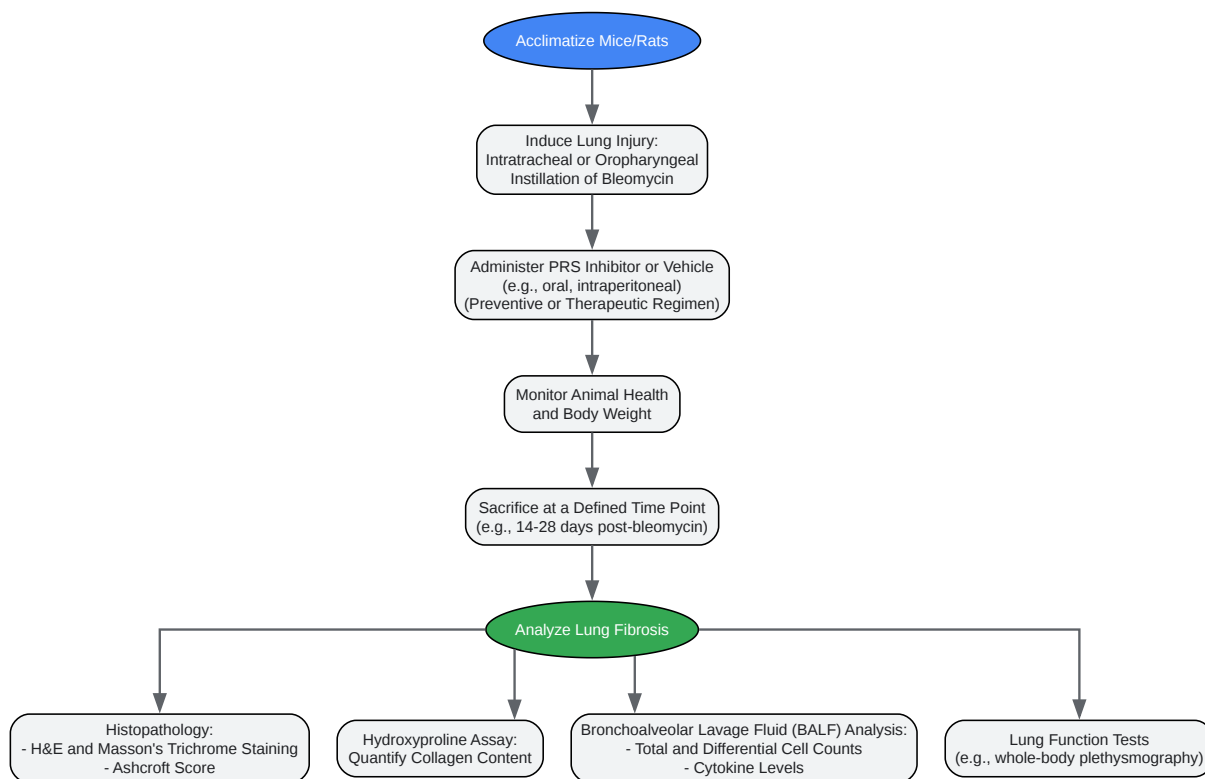 Acclimatize Mice/Rats
Induce Lung Injury:
Intratracheal or Oropharyngeal
Instillation of Bleomycin
Administer PRS Inhibitor or Vehicle
(e.g., oral, intraperitoneal)
(Preventive or Therapeutic Regimen)
Monitor Animal Health
and Body Weight
Sacrifice at a Defined Time Point
(e.g., 14-28 days post-bleomycin)
Analyze Lung Fibrosis
Histopathology:
- H&E and Masson's Trichrome Staining
- Ashcroft Score
Hydroxyproline Assay:
Quantify Collagen Content
Bronchoalveolar Lavage Fluid (BALF) Analysis:
- Total and Differential Cell Counts
- Cytokine Levels
Lung Function Tests
(e.g., whole-body plethysmography)